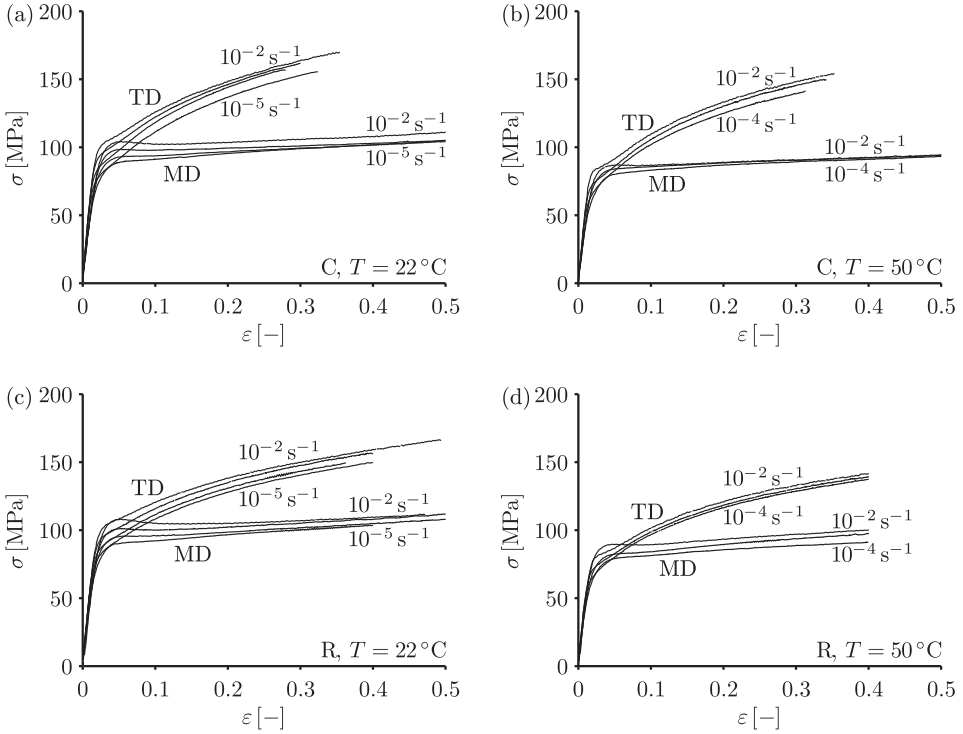 (a)
200
150
100
50
0
σ [MPa]
TD
10⁻² s⁻¹
10⁻⁵ s⁻¹
10⁻² s⁻¹
10⁻⁵ s⁻¹
MD
C, T = 22 °C
0 0.1 0.2 0.3 0.4 0.5
ε [−]
(b)
200
150
100
50
0
σ [MPa]
10⁻² s⁻¹
TD
10⁻⁴ s⁻¹
10⁻² s⁻¹
10⁻⁴ s⁻¹
MD
C, T = 50 °C
0 0.1 0.2 0.3 0.4 0.5
ε [−]
(c)
200
150
100
50
0
σ [MPa]
10⁻² s⁻¹
TD
10⁻⁵ s⁻¹
10⁻² s⁻¹
10⁻⁵ s⁻¹
MD
R, T = 22 °C
0 0.1 0.2 0.3 0.4 0.5
ε [−]
(d)
200
150
100
50
0
σ [MPa]
10⁻² s⁻¹
TD
10⁻⁴ s⁻¹
10⁻² s⁻¹
10⁻⁴ s⁻¹
MD
R, T = 50 °C
0 0.1 0.2 0.3 0.4 0.5
ε [−]